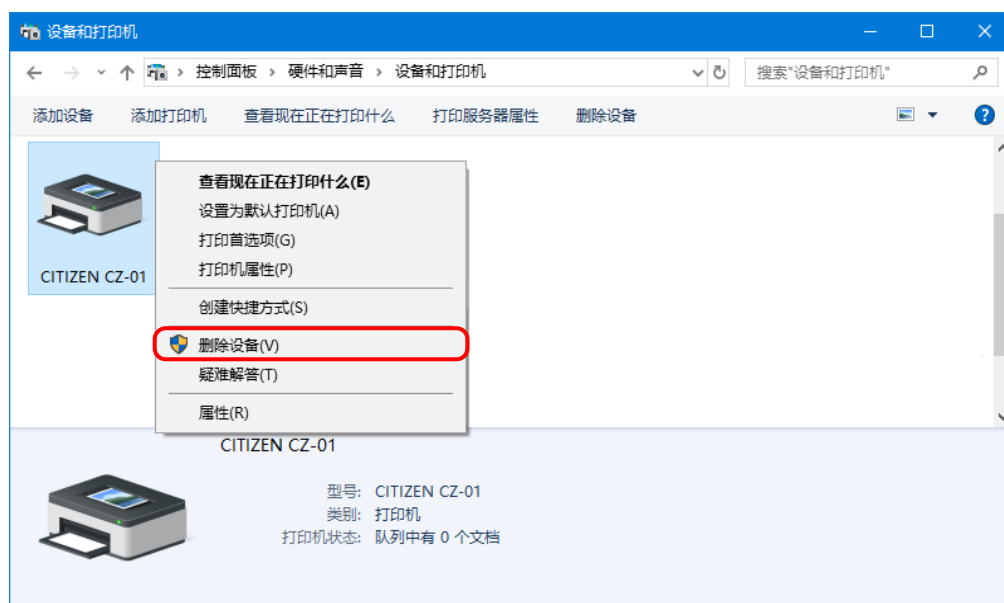 设备和打印机
控制面板 › 硬件和声音 › 设备和打印机
搜索"设备和打印机"
添加设备 添加打印机 查看现在正在打印什么 打印服务器属性 删除设备
CITIZEN CZ-01
查看现在正在打印什么(E)
设置为默认打印机(A)
打印首选项(G)
打印机属性(P)
创建快捷方式(S)
删除设备(V)
疑难解答(T)
属性(R)
CITIZEN CZ-01
型号: CITIZEN CZ-01
类别: 打印机
打印机状态: 队列中有 0 个文档